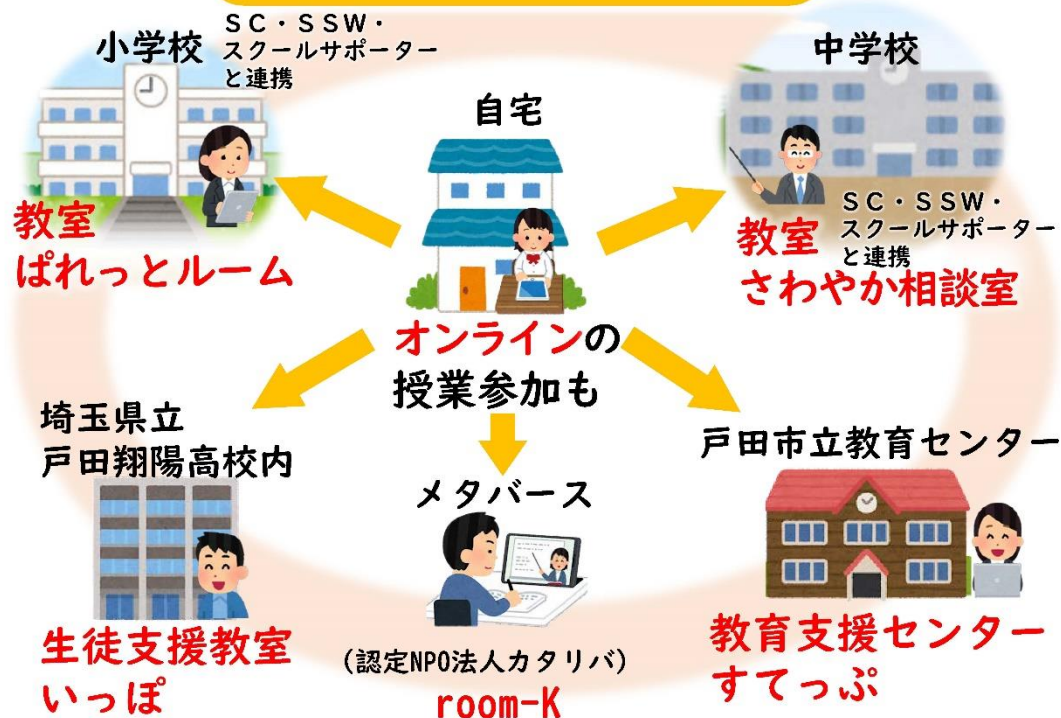 小学校
SC・SSW・
スクールサポーター
と連携
教室
ぱれっとルーム
自宅
オンラインの
授業参加も
中学校
教室
SC・SSW・
スクールサポーター
と連携
さわやか相談室
埼玉県立
戸田翔陽高校内
生徒支援教室
いっぽ
メタバース
(認定NPO法人カタリバ)
room-K
戸田市立教育センター
教育支援センター
すてっぷ